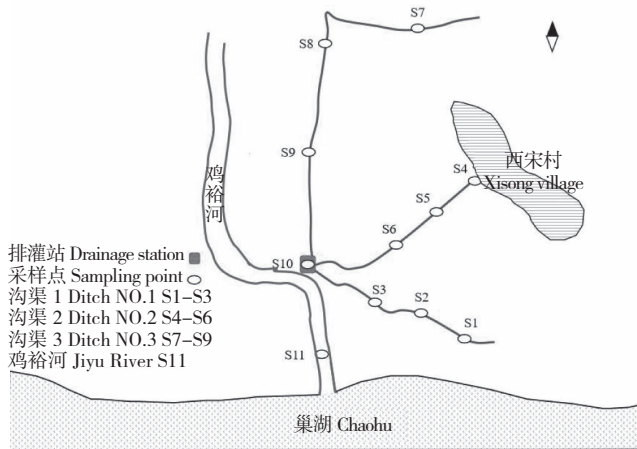 S7
S8
S9
西宋村
S4
Xisong village
S5
S6
鸡裕河
排灌站 Drainage station
S10
采样点 Sampling point
沟渠 1 Ditch NO.1 S1–S3
S3
S2
沟渠 2 Ditch NO.2 S4–S6
S1
沟渠 3 Ditch NO.3 S7–S9
鸡裕河 Jiyu River S11
S11
巢湖 Chaohu